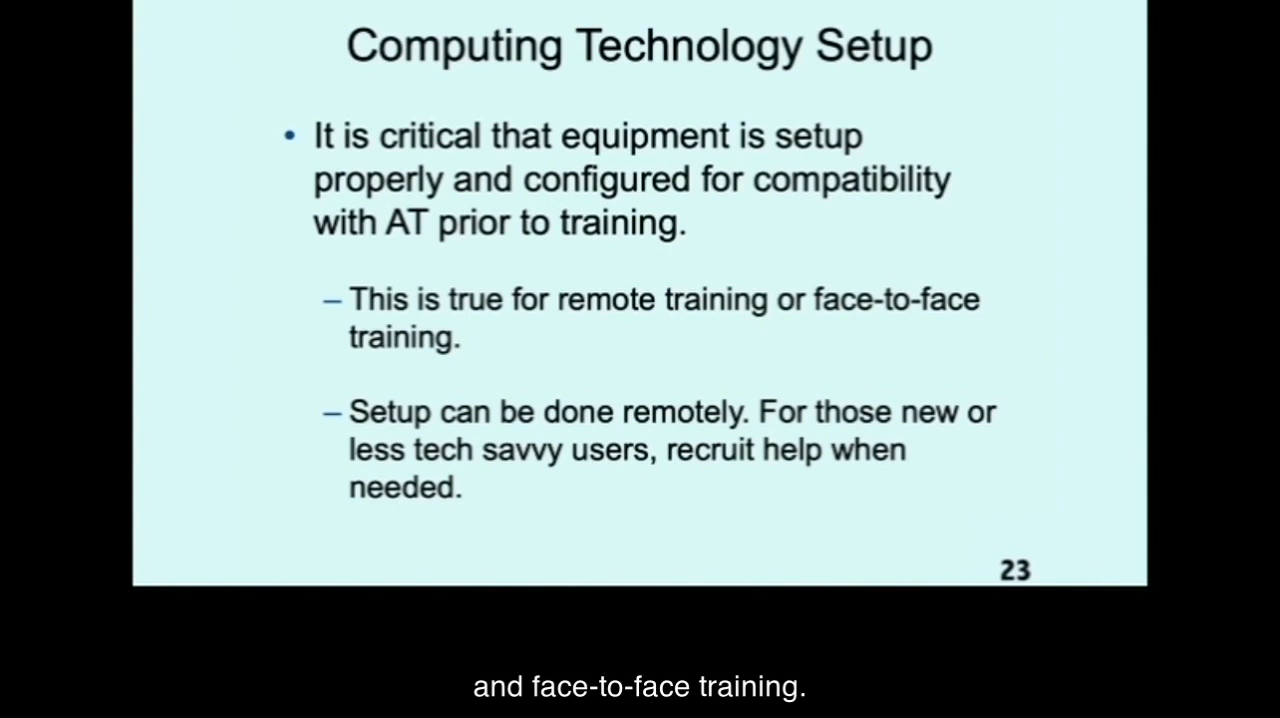 Computing Technology Setup
• It is critical that equipment is setup
properly and configured for compatibility
with AT prior to training.
– This is true for remote training or face-to-face
training.
– Setup can be done remotely. For those new or
less tech savvy users, recruit help when
needed.
23
and face-to-face training.